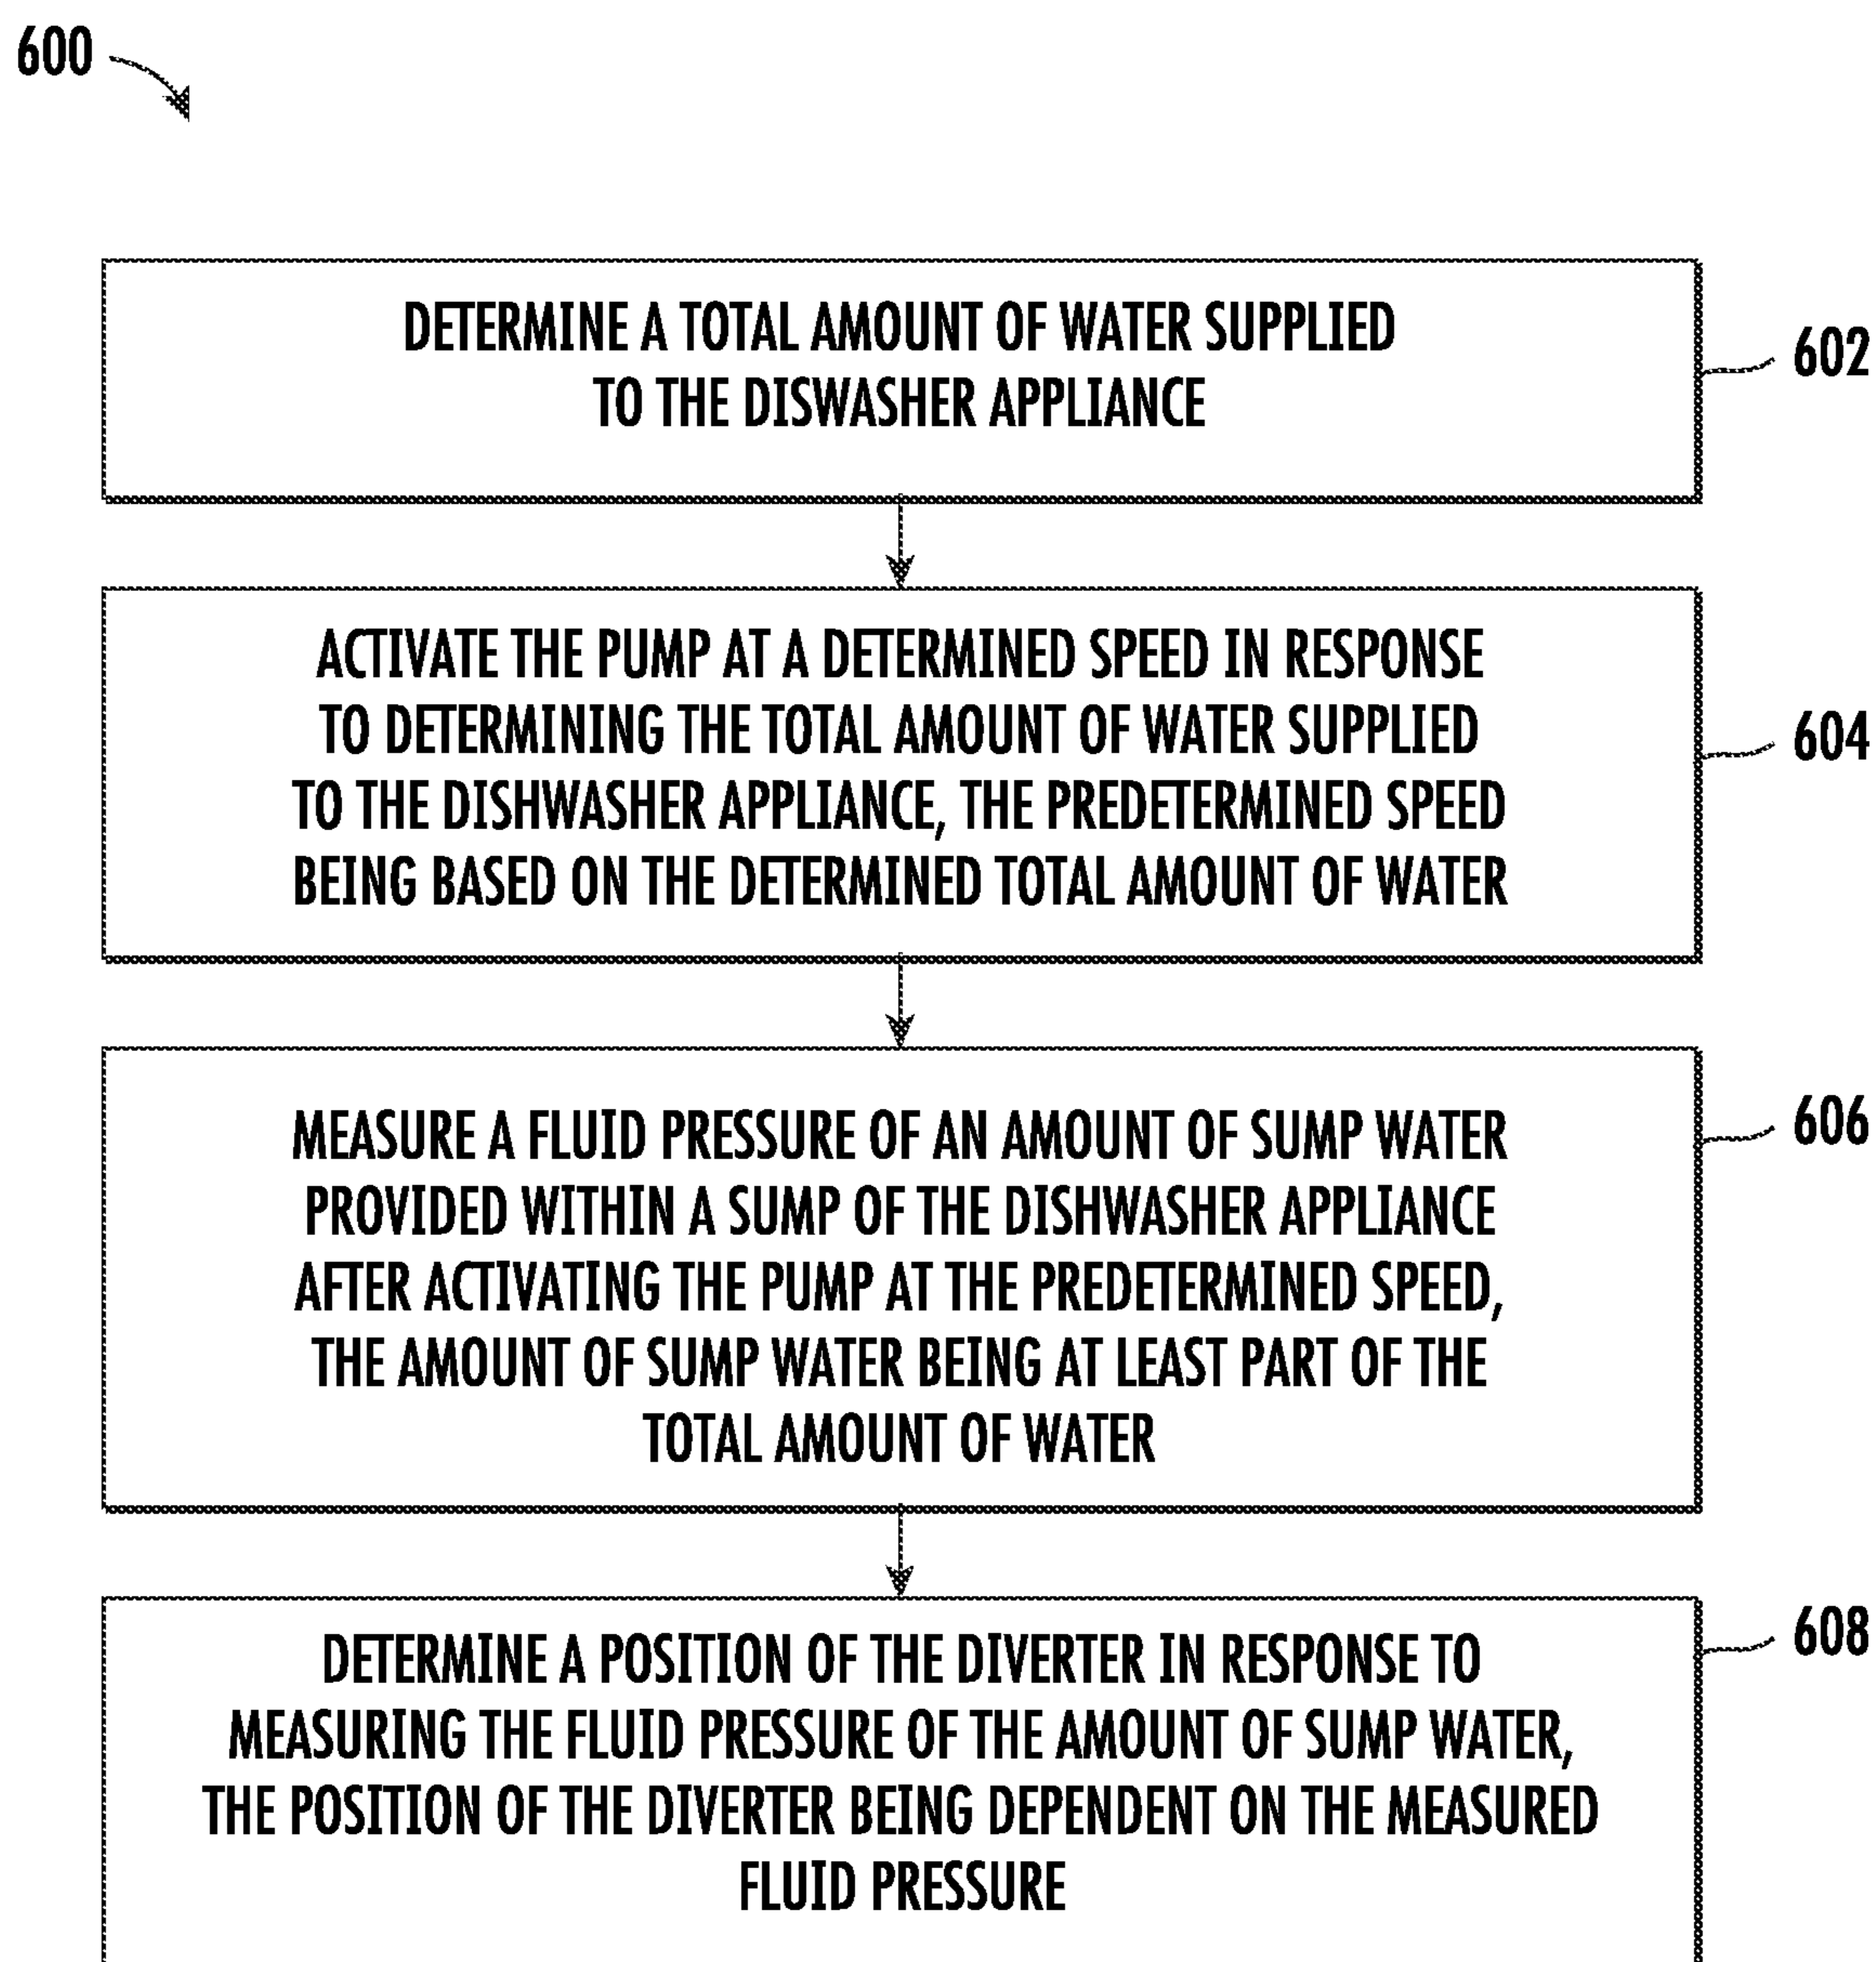 600
DETERMINE A TOTAL AMOUNT OF WATER SUPPLIED
TO THE DISWASHER APPLIANCE
602
ACTIVATE THE PUMP AT A DETERMINED SPEED IN RESPONSE
TO DETERMINING THE TOTAL AMOUNT OF WATER SUPPLIED
TO THE DISHWASHER APPLIANCE, THE PREDETERMINED SPEED
BEING BASED ON THE DETERMINED TOTAL AMOUNT OF WATER
604
MEASURE A FLUID PRESSURE OF AN AMOUNT OF SUMP WATER
PROVIDED WITHIN A SUMP OF THE DISHWASHER APPLIANCE
AFTER ACTIVATING THE PUMP AT THE PREDETERMINED SPEED,
THE AMOUNT OF SUMP WATER BEING AT LEAST PART OF THE
TOTAL AMOUNT OF WATER
606
DETERMINE A POSITION OF THE DIVERTER IN RESPONSE TO
MEASURING THE FLUID PRESSURE OF THE AMOUNT OF SUMP WATER,
THE POSITION OF THE DIVERTER BEING DEPENDENT ON THE MEASURED
FLUID PRESSURE
608